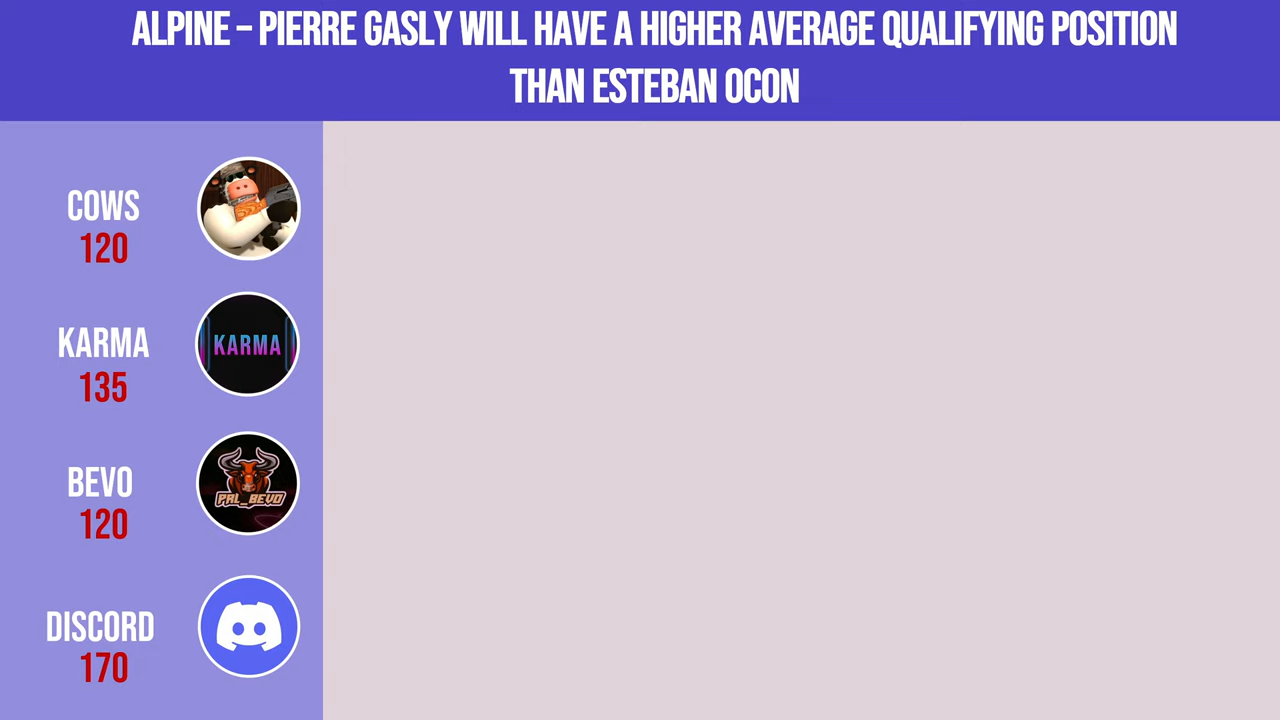 ALPINE – PIERRE GASLY WILL HAVE A HIGHER AVERAGE QUALIFYING POSITION
THAN ESTEBAN OCON
COWS
120
KARMA
135
KARMA
BEVO
120
PRL_BEVO
DISCORD
170